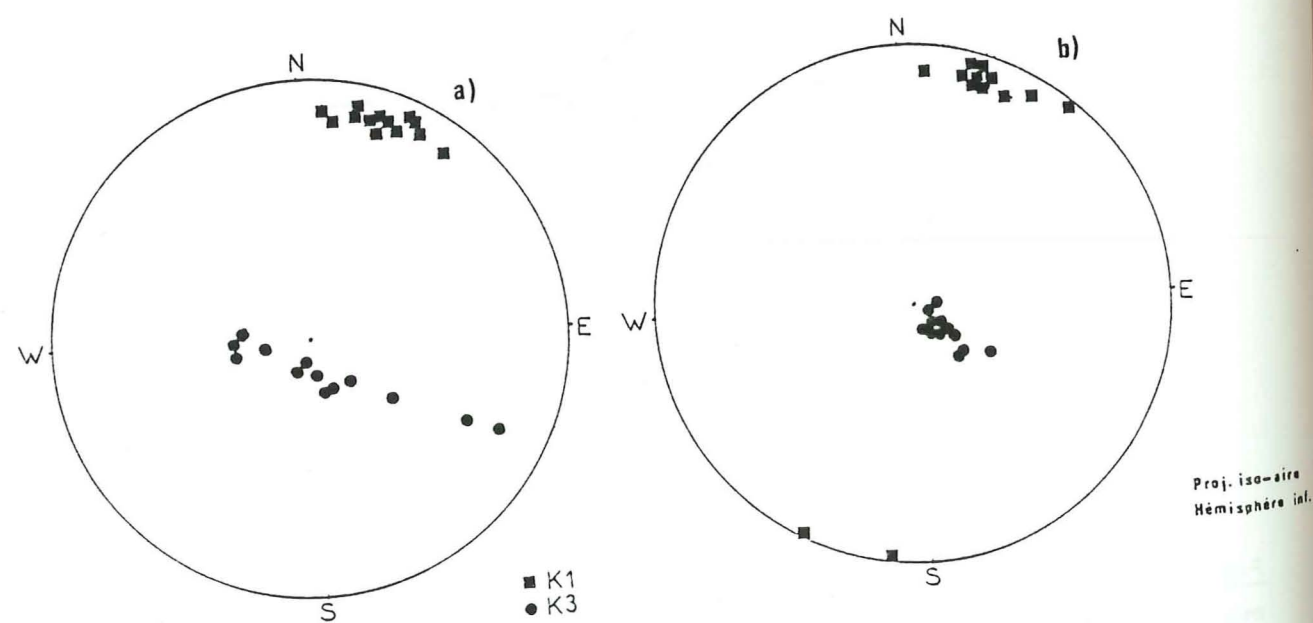 N
a)
W
E
S
K1
K3
N
b)
W
E
S
Proj. iso-aire
Hémisphère inf.